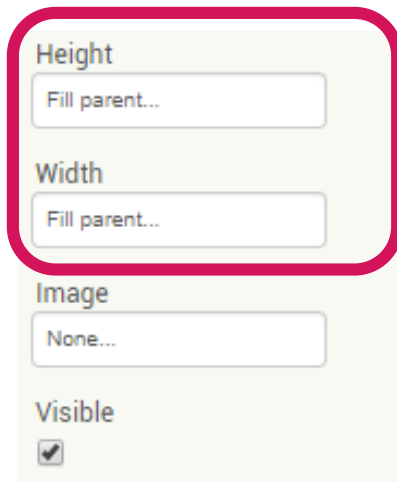 Height
Fill parent...
Width
Fill parent...
Image
None...
Visible